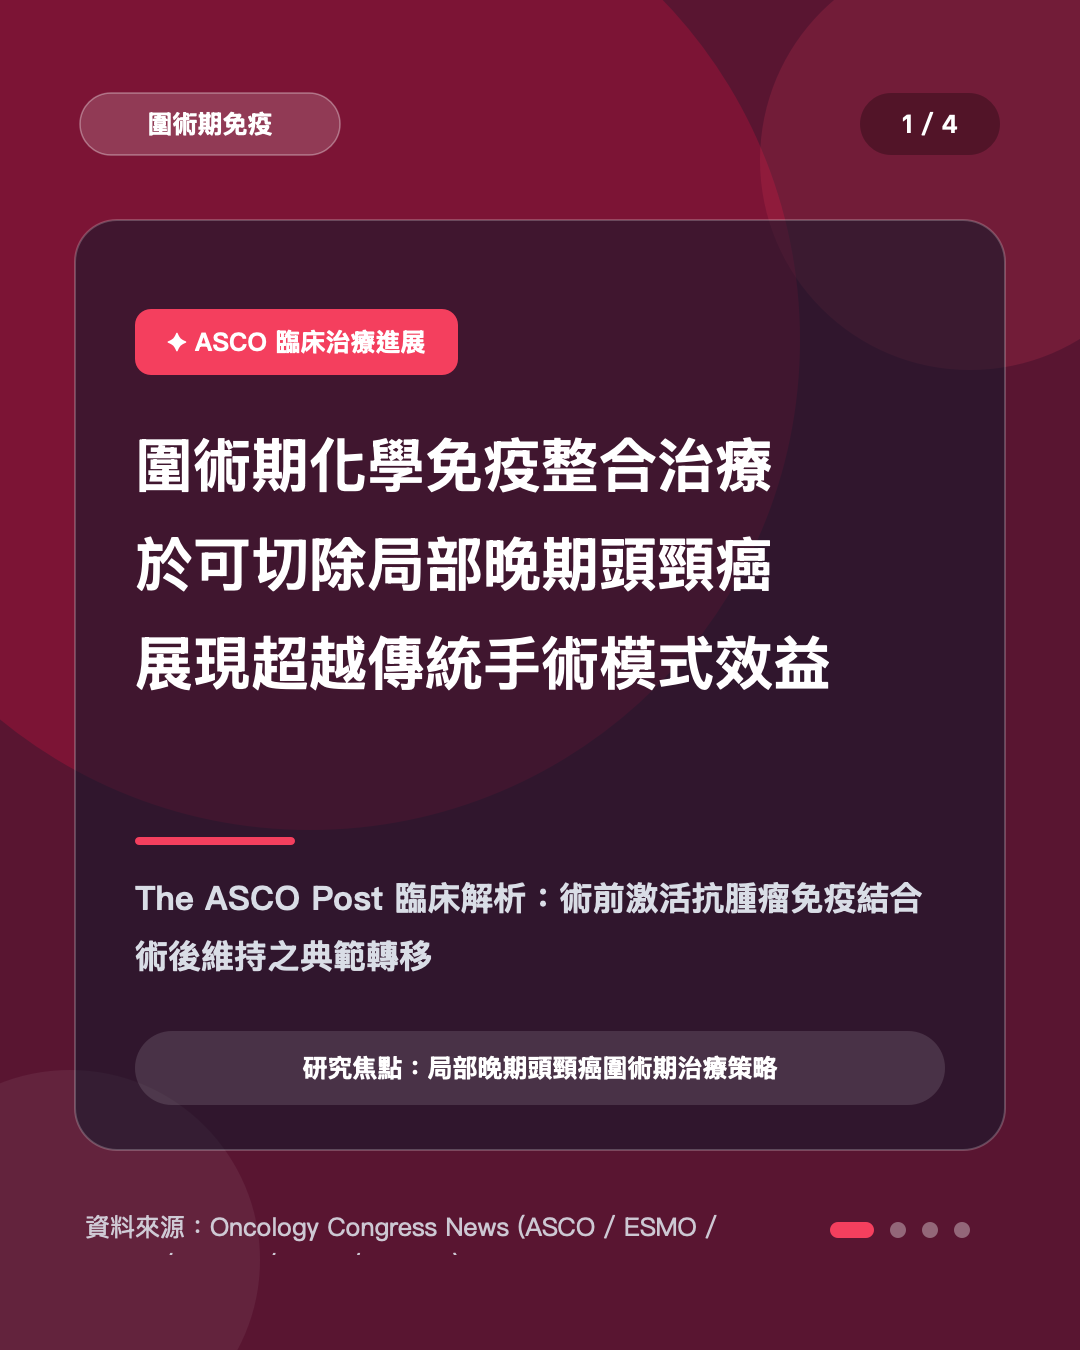 圍術期免疫
1 / 4
✦ ASCO 臨床治療進展
圍術期化學免疫整合治療
於可切除局部晚期頭頸癌
展現超越傳統手術模式效益
The ASCO Post 臨床解析：術前激活抗腫瘤免疫結合
術後維持之典範轉移
研究焦點：局部晚期頭頸癌圍術期治療策略
資料來源：Oncology Congress News (ASCO / ESMO /